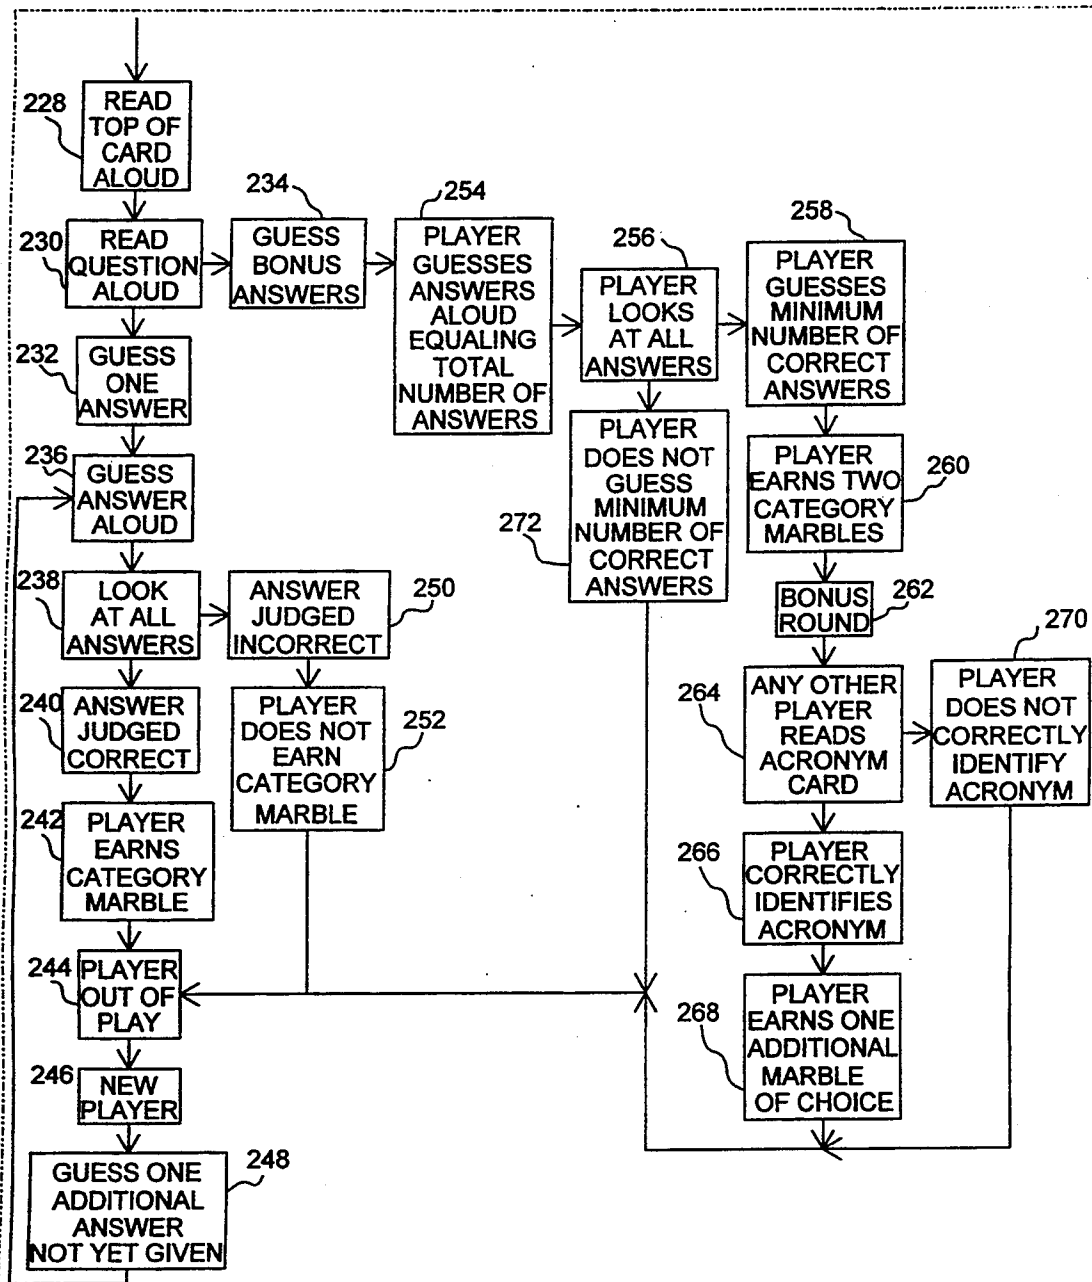 228
READ
TOP OF
CARD
ALOUD
230
READ
QUESTION
ALOUD
234
GUESS
BONUS
ANSWERS
254
PLAYER
GUESSES
ANSWERS
ALOUD
EQUALING
TOTAL
NUMBER OF
ANSWERS
256
PLAYER
LOOKS
AT ALL
ANSWERS
258
PLAYER
GUESSES
MINIMUM
NUMBER OF
CORRECT
ANSWERS
232
GUESS
ONE
ANSWER
236
GUESS
ANSWER
ALOUD
272
PLAYER
DOES NOT
GUESS
MINIMUM
NUMBER OF
CORRECT
ANSWERS
PLAYER
EARNS TWO
CATEGORY
MARBLES
260
238
LOOK
AT ALL
ANSWERS
ANSWER
JUDGED
INCORRECT
250
BONUS
ROUND
262
240
ANSWER
JUDGED
CORRECT
PLAYER
DOES NOT
EARN
CATEGORY
MARBLE
252
264
ANY OTHER
PLAYER
READS
ACRONYM
CARD
270
PLAYER
DOES NOT
CORRECTLY
IDENTIFY
ACRONYM
242
PLAYER
EARNS
CATEGORY
MARBLE
266
PLAYER
CORRECTLY
IDENTIFIES
ACRONYM
244
PLAYER
OUT OF
PLAY
268
PLAYER
EARNS ONE
ADDITIONAL
MARBLE
OF CHOICE
246
NEW
PLAYER
248
GUESS ONE
ADDITIONAL
ANSWER
NOT YET GIVEN